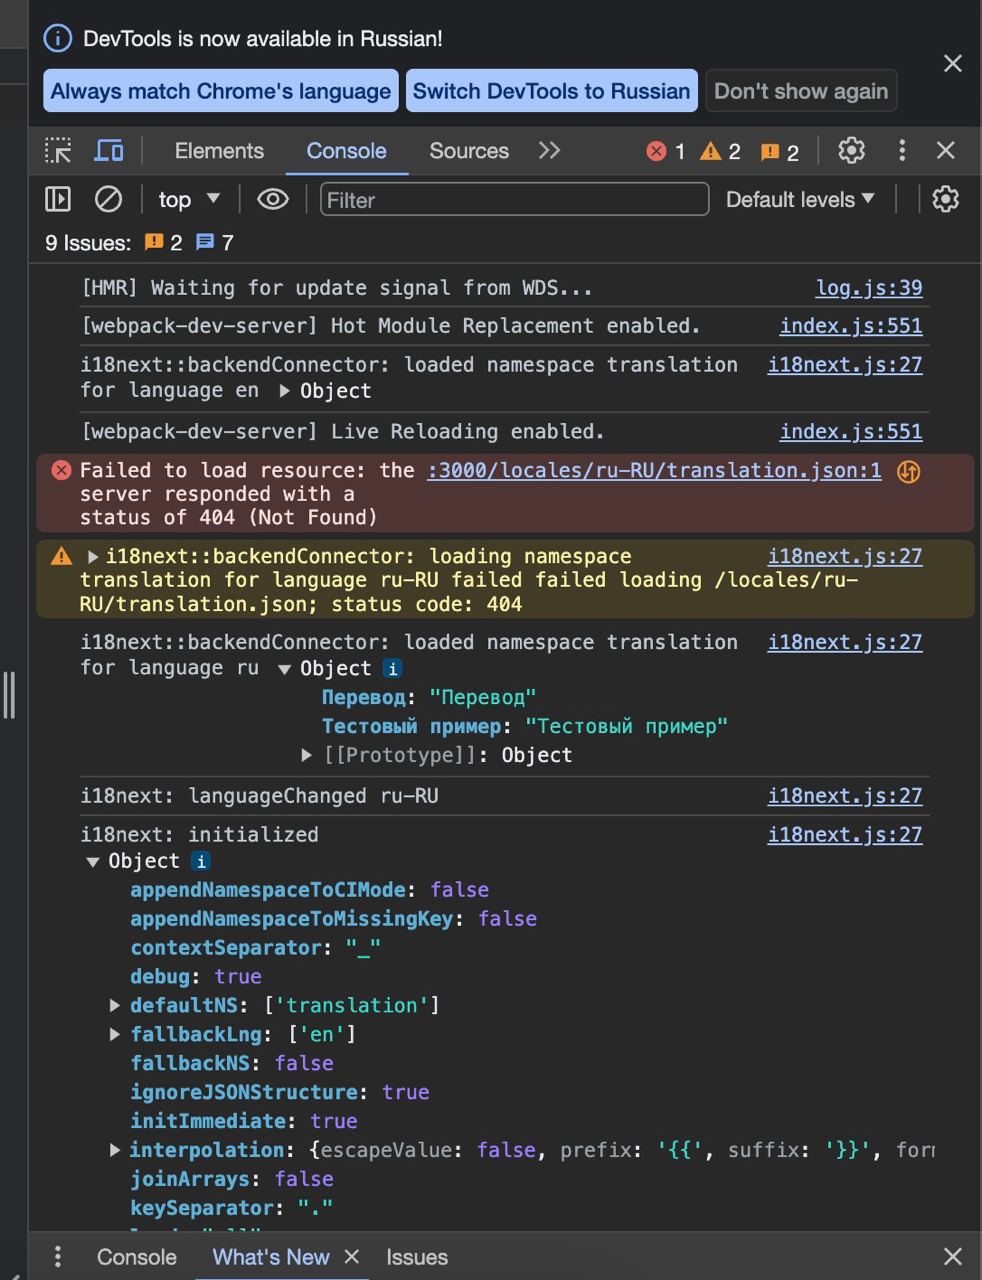 DevTools is now available in Russian!
Always match Chrome's language Switch DevTools to Russian Don't show again
Elements Console Sources 1 2 2
top Filter Default levels
9 Issues: 2 7
[HMR] Waiting for update signal from WDS... log.js:39
[webpack-dev-server] Hot Module Replacement enabled. index.js:551
i18next::backendConnector: loaded namespace translation i18next.js:27
for language en Object
[webpack-dev-server] Live Reloading enabled. index.js:551
Failed to load resource: the :3000/locales/ru-RU/translation.json:1
server responded with a
status of 404 (Not Found)
i18next::backendConnector: loading namespace i18next.js:27
translation for language ru-RU failed failed loading /locales/ru-
RU/translation.json; status code: 404
i18next::backendConnector: loaded namespace translation i18next.js:27
for language ru Object
Перевод: "Перевод"
Тестовый пример: "Тестовый пример"
[[Prototype]]: Object
i18next: languageChanged ru-RU i18next.js:27
i18next: initialized i18next.js:27
Object
appendNamespaceToCIMode: false
appendNamespaceToMissingKey: false
contextSeparator: "_"
debug: true
defaultNS: ['translation']
fallbackLng: ['en']
fallbackNS: false
ignoreJSONStructure: true
initImmediate: true
interpolation: {escapeValue: false, prefix: '{{', suffix: '}}', forr
joinArrays: false
keySeparator: "."
Console What's New Issues